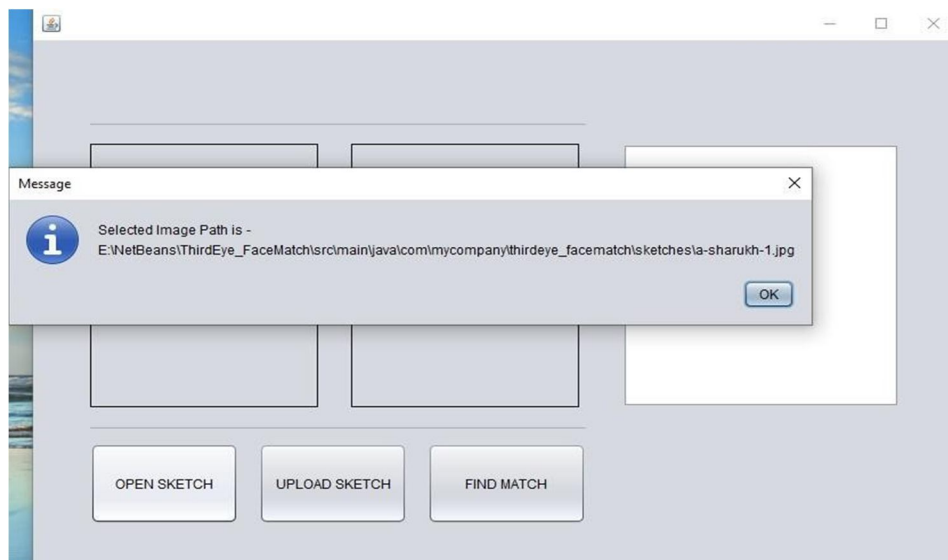 Message
Selected Image Path is -
E:\NetBeans\ThirdEye_FaceMatch\src\main\java\com\mycompany\thirdeye_facematch\sketches\a-sharukh-1.jpg
OK
OPEN SKETCH
UPLOAD SKETCH
FIND MATCH